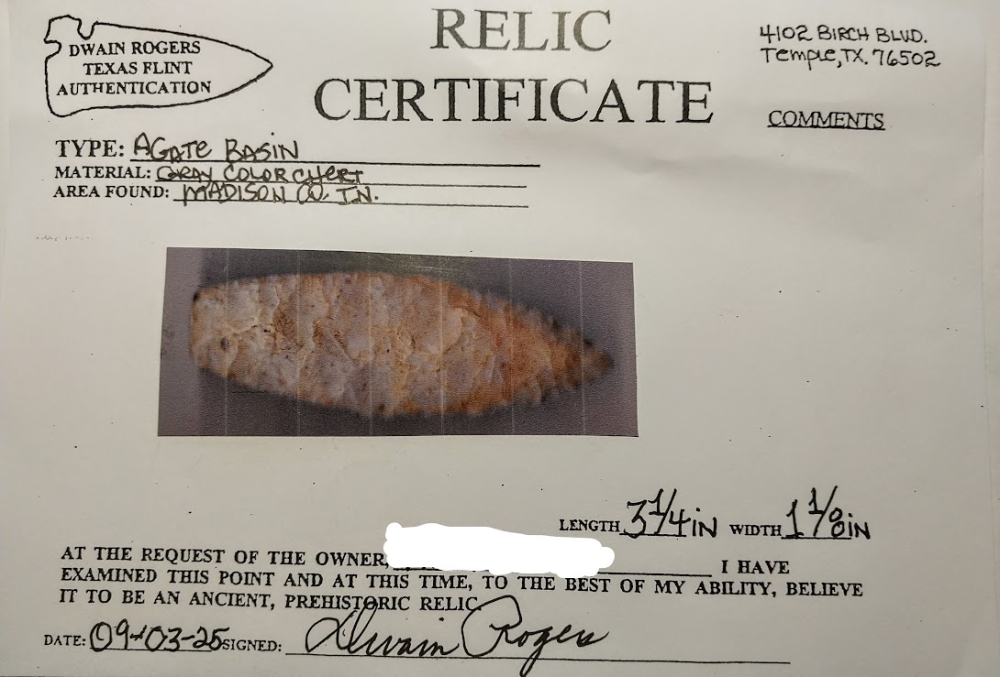 DWAIN ROGERS
TEXAS FLINT
AUTHENTICATION
RELIC
CERTIFICATE
4102 BIRCH BLVD.
Temple, TX. 76502
COMMENTS
TYPE: AGATE BASIN
MATERIAL: GRAY COLOR CHERT
AREA FOUND: MADISON CO. IN.
LENGTH 3 1/4 IN WIDTH 1 1/8 IN
AT THE REQUEST OF THE OWNER, I HAVE
EXAMINED THIS POINT AND AT THIS TIME, TO THE BEST OF MY ABILITY, BELIEVE
IT TO BE AN ANCIENT, PREHISTORIC RELIC.
DATE: 09-03-25 SIGNED: Dwain Rogers